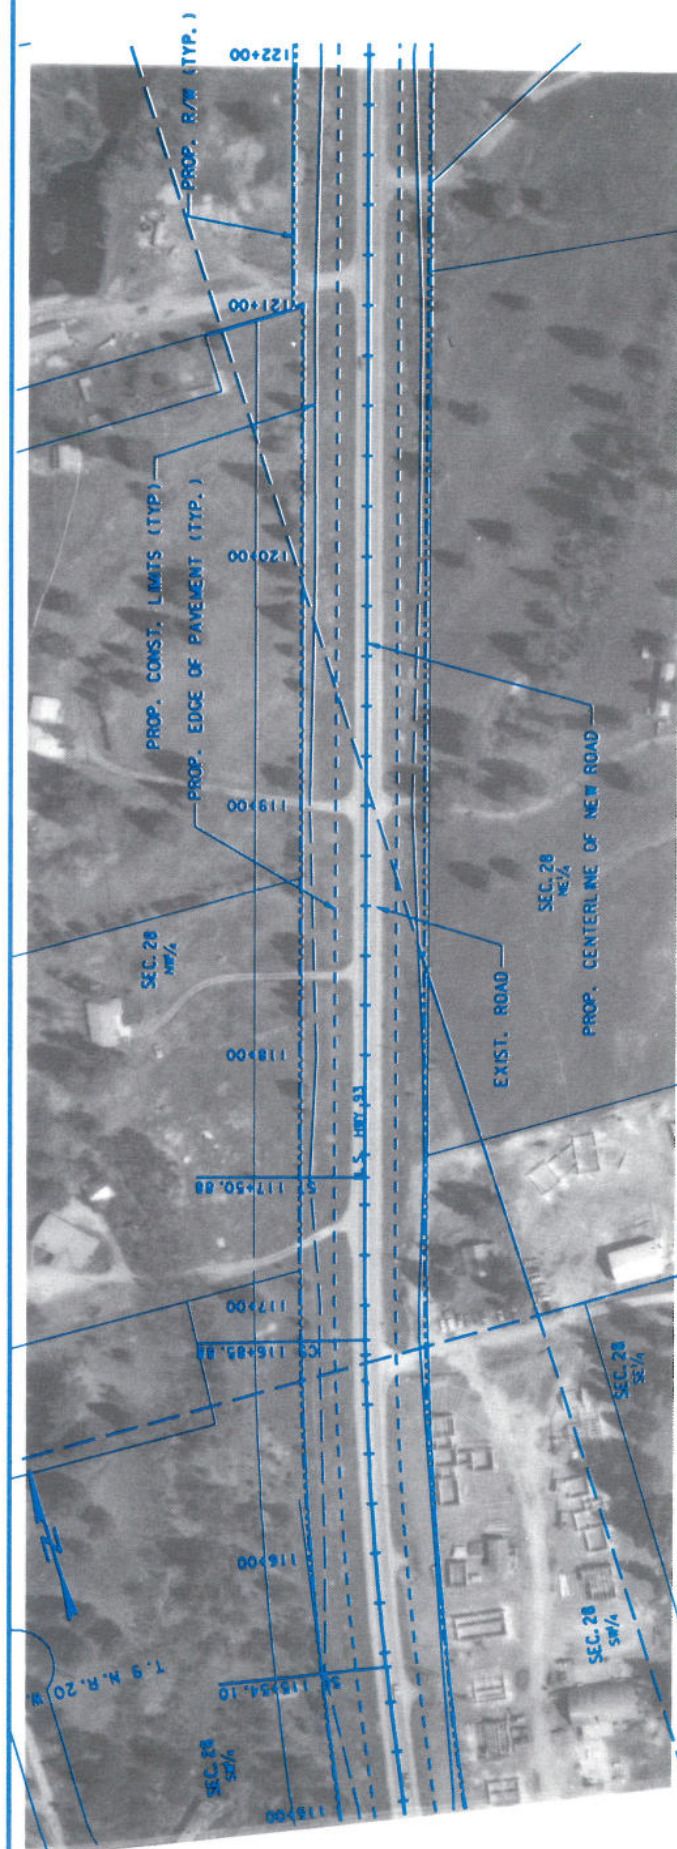 122+00
PROP. R/W (TYP.)
121+00
PROP. CONST. LIMITS (TYP)
PROP. EDGE OF PAVEMENT (TYP.)
120+00
119+00
SEC. 28
NW¼
SEC. 28
NE¼
PROP. CENTERLINE OF NEW ROAD
EXIST. ROAD
118+00
U.S. HWY. 93
117+50.88
117+00
116+85.88
SEC. 28
SE¼
116+00
N
T. 9 N. R. 20 W.
115+54.10
SEC. 28
SW¼
SEC. 28
SW¼
115+00